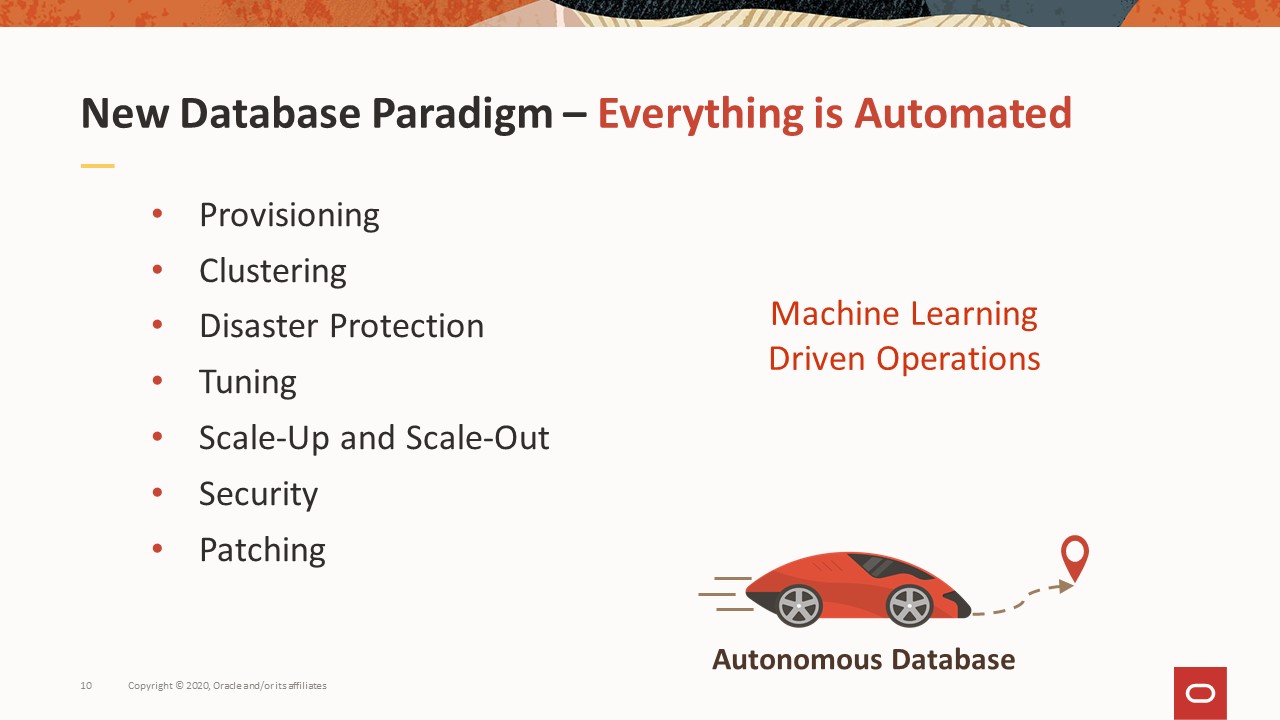 New Database Paradigm – Everything is Automated
• Provisioning
• Clustering
• Disaster Protection
• Tuning
• Scale-Up and Scale-Out
• Security
• Patching
Machine Learning
Driven Operations
Autonomous Database
10 Copyright © 2020, Oracle and/or its affiliates